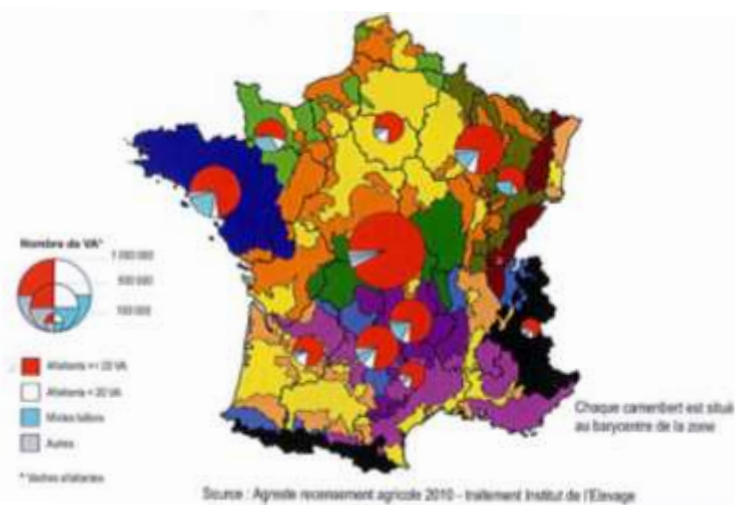 Nombre de VA*
1 000 000
500 000
100 000
Allaitants >= 20 VA
Allaitants < 20 VA
Mixtes laitiers
Autres
* Vaches allaitantes
Chaque camembert est situé
au barycentre de la zone
Source : Agreste recensement agricole 2010 - traitement Institut de l'Elevage